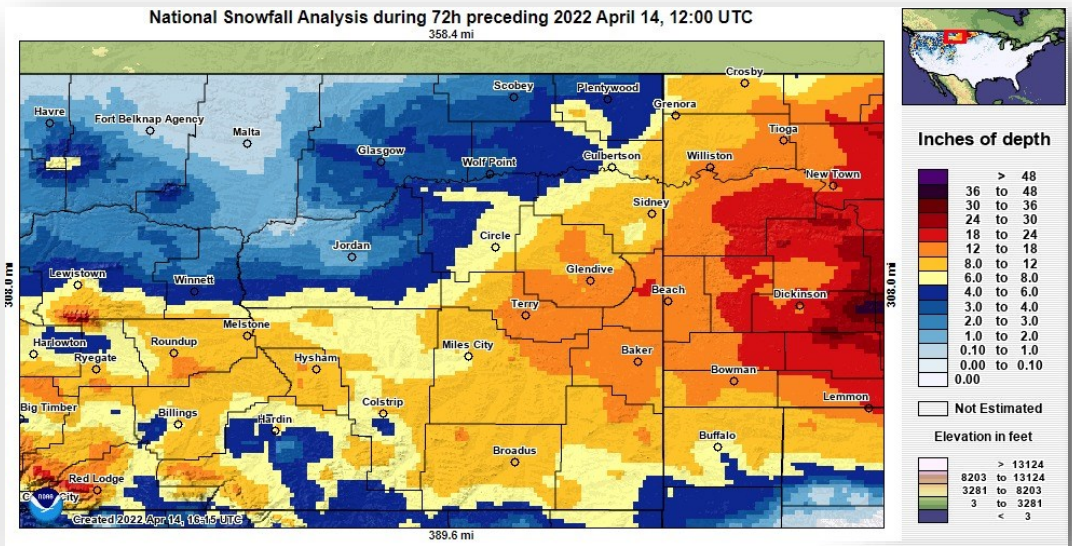 National Snowfall Analysis during 72h preceding 2022 April 14, 12:00 UTC
358.4 mi
Crosby
Scobey
Plentywood
Grenora
Havre
Fort Belknap Agency
Malta
Tioga
Glasgow
Wolf Point
Culbertson
Williston
New Town
Sidney
Circle
Jordan
Lewistown
Winnett
Glendive
Beach
Dickinson
308.0 mi
308.0 mi
Terry
Melstone
Harlowton
Roundup
Ryegate
Hysham
Miles City
Baker
Bowman
Big Timber
Billings
Hardin
Colstrip
Lemmon
Buffalo
Broadus
Red Lodge
City
NOAA
Created 2022 Apr 14, 16:15 UTC
389.6 mi
Inches of depth
> 48
36 to 48
30 to 36
24 to 30
18 to 24
12 to 18
8.0 to 12
6.0 to 8.0
4.0 to 6.0
3.0 to 4.0
2.0 to 3.0
1.0 to 2.0
0.10 to 1.0
0.00 to 0.10
0.00
Not Estimated
Elevation in feet
> 13124
8203 to 13124
3281 to 8203
3 to 3281
< 3